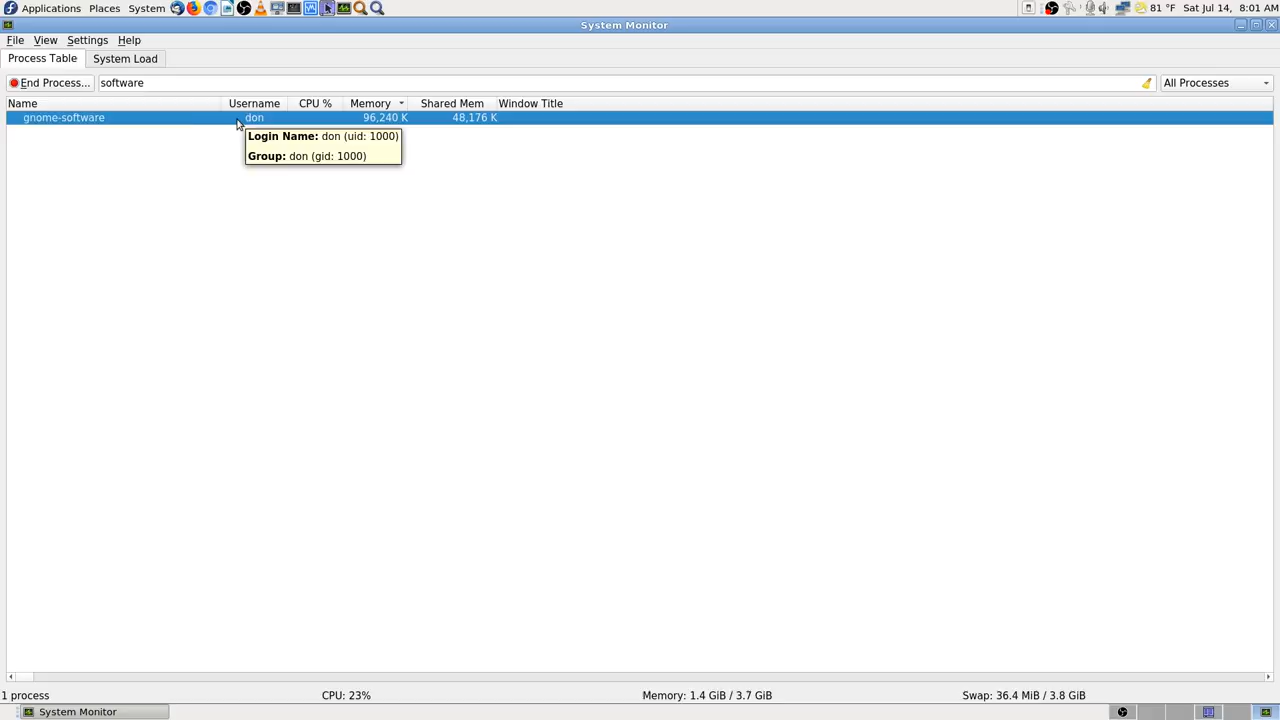 Applications Places System 81 °F Sat Jul 14, 8:01 AM
System Monitor
File View Settings Help
Process Table System Load
End Process... software All Processes
Name Username CPU % Memory Shared Mem Window Title
gnome-software don 96,240 K 48,176 K
Login Name: don (uid: 1000)
Group: don (gid: 1000)
1 process CPU: 23% Memory: 1.4 GiB / 3.7 GiB Swap: 36.4 MiB / 3.8 GiB
System Monitor